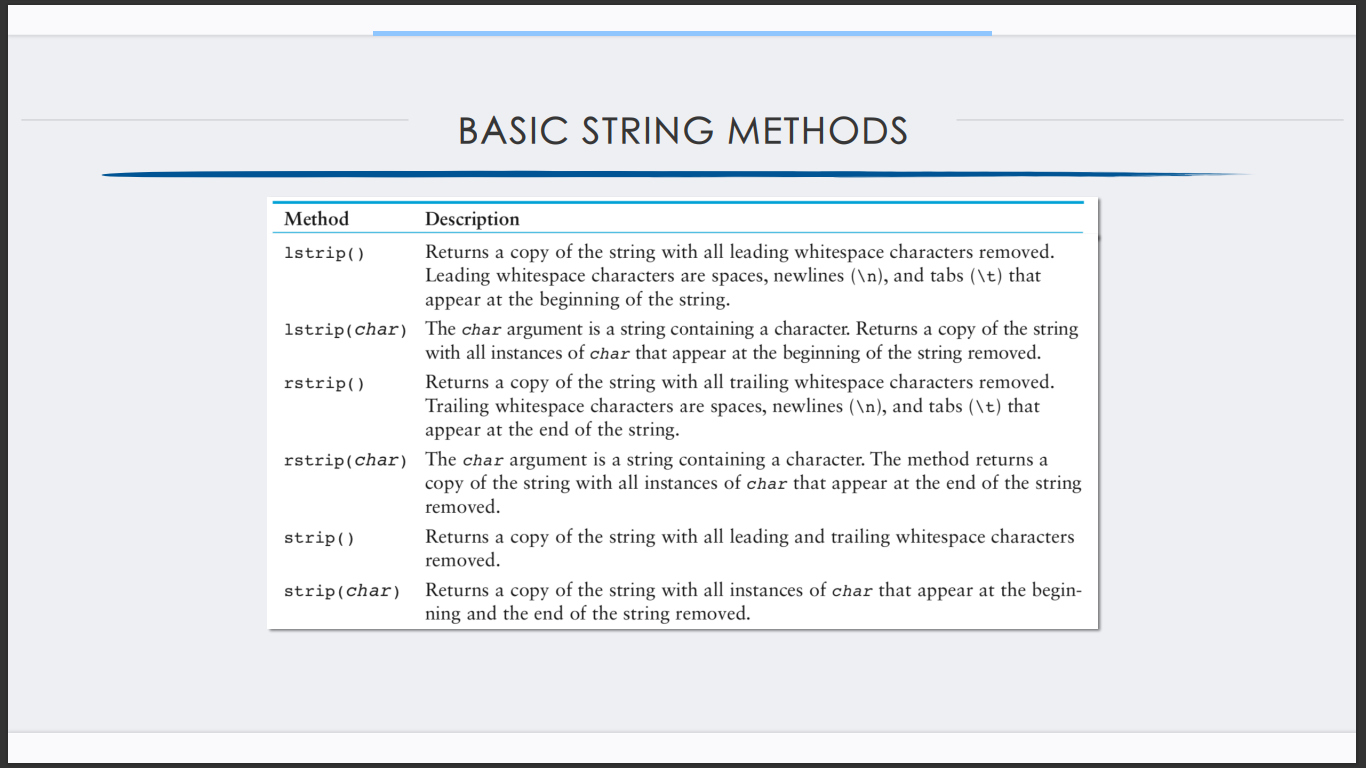 BASIC STRING METHODS
Method Description
lstrip() Returns a copy of the string with all leading whitespace characters removed.
Leading whitespace characters are spaces, newlines (\n), and tabs (\t) that
appear at the beginning of the string.
lstrip(char) The char argument is a string containing a character. Returns a copy of the string
with all instances of char that appear at the beginning of the string removed.
rstrip() Returns a copy of the string with all trailing whitespace characters removed.
Trailing whitespace characters are spaces, newlines (\n), and tabs (\t) that
appear at the end of the string.
rstrip(char) The char argument is a string containing a character. The method returns a
copy of the string with all instances of char that appear at the end of the string
removed.
strip() Returns a copy of the string with all leading and trailing whitespace characters
removed.
strip(char) Returns a copy of the string with all instances of char that appear at the begin-
ning and the end of the string removed.